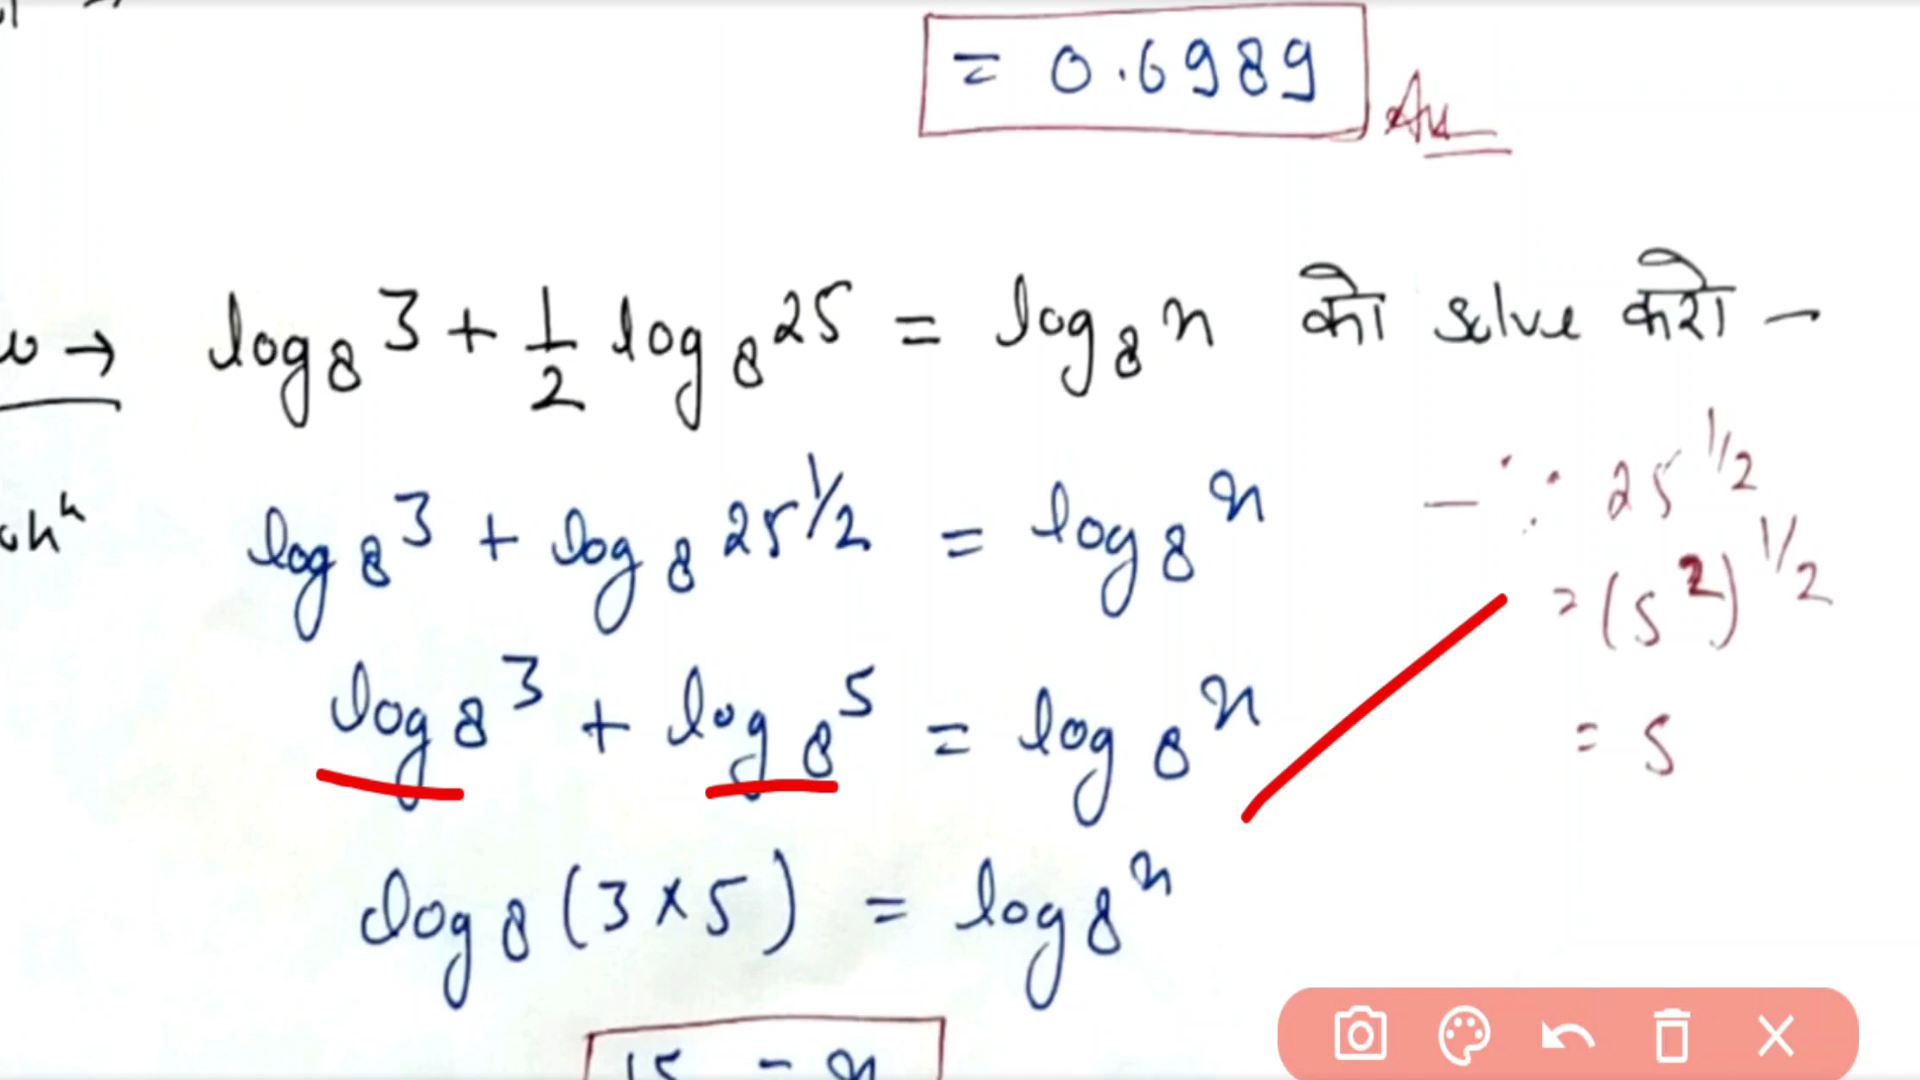 = 0.6989 Ans
log₈3 + 1/2 log₈25 = log₈x को solve करो –
log₈3 + log₈25^1/2 = log₈x — ∵ 25^1/2
= (5²)^1/2
log₈3 + log₈5 = log₈x
= 5
log₈(3×5) = log₈x
15 = x